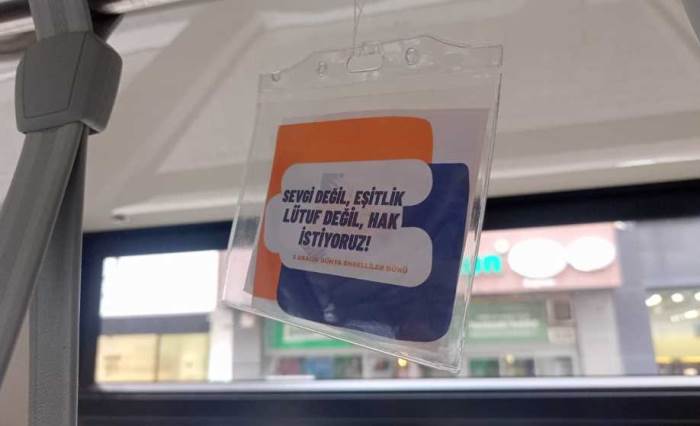 SEVGİ DEĞİL, EŞİTLİK
LÜTUF DEĞİL, HAK
İSTİYORUZ!
3 ARALIK DÜNYA ENGELLİLER GÜNÜ